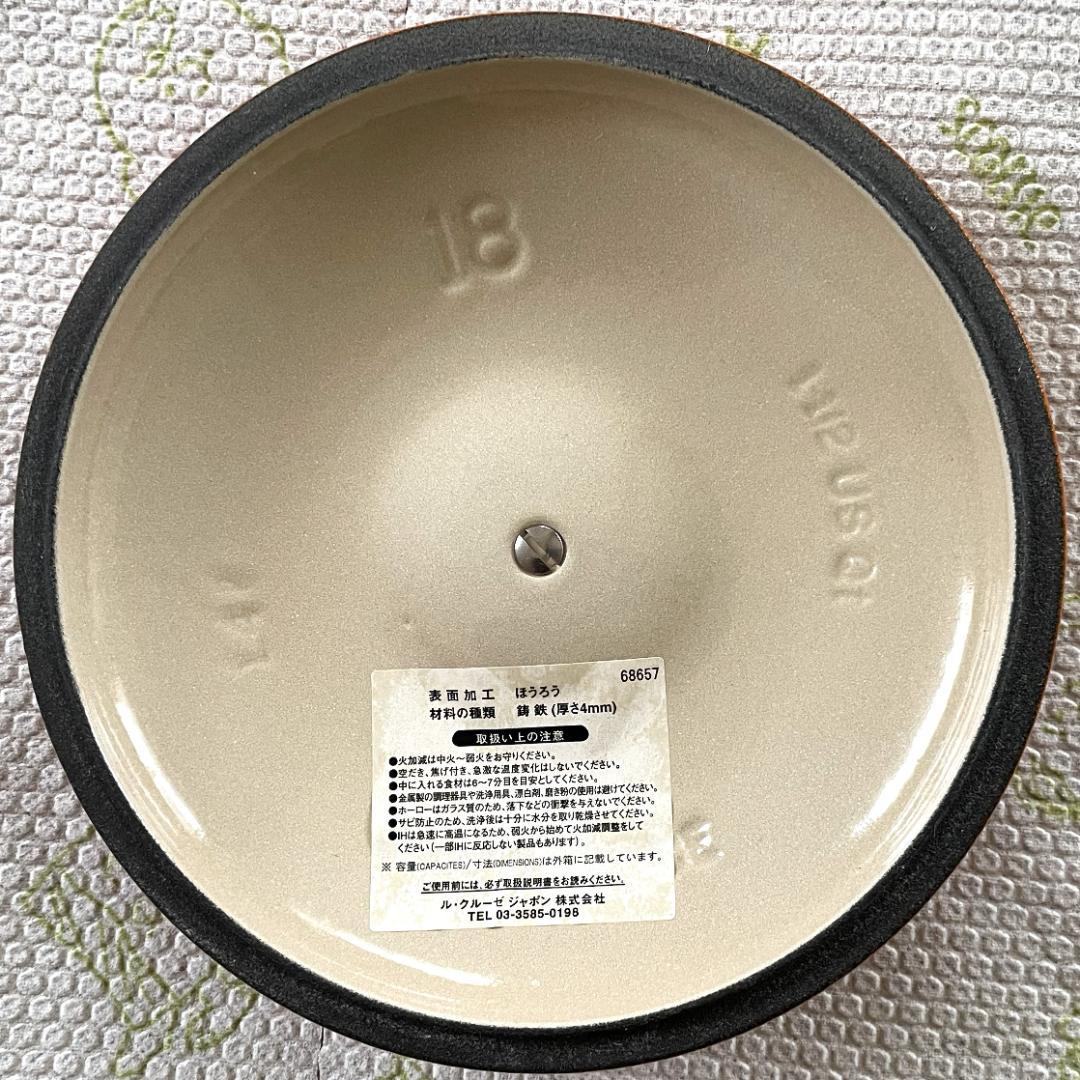 18
68657
表面加工 ほうろう
材料の種類 鋳鉄(厚さ4mm)
取扱い上の注意
●火加減は中火～弱火をお守りください。
●空だき、焦げ付き、急激な温度変化はしないでください。
●中に入れる食材は6～7分目を目安としてください。
●金属製の調理器具や洗浄用具、漂白剤、磨き粉の使用は避けてください。
●ホーローはガラス質のため、落下などの衝撃を与えないでください。
●サビ防止のため、洗浄後は十分に水分を取り乾燥させてください。
●IHは急速に高温になるため、弱火から始めて火加減調整をして
ください(一部IHに反応しない製品もあります)。
※ 容量(CAPACITES)/寸法(DIMENSIONS)は外箱に記載しています。
ご使用前には、必ず取扱説明書をお読みください。
ル・クルーゼ ジャポン 株式会社
TEL 03-3585-0198